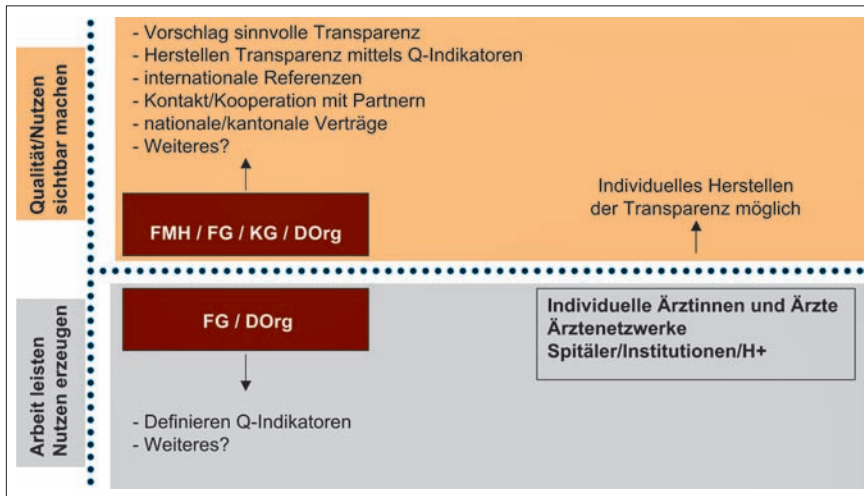 Qualität/Nutzen
sichtbar machen
- Vorschlag sinnvolle Transparenz
- Herstellen Transparenz mittels Q-Indikatoren
- internationale Referenzen
- Kontakt/Kooperation mit Partnern
- nationale/kantonale Verträge
- Weiteres?
FMH / FG / KG / DOrg
Individuelles Herstellen
der Transparenz möglich
Arbeit leisten
Nutzen erzeugen
FG / DOrg
- Definieren Q-Indikatoren
- Weiteres?
Individuelle Ärztinnen und Ärzte
Ärztenetzwerke
Spitäler/Institutionen/H+